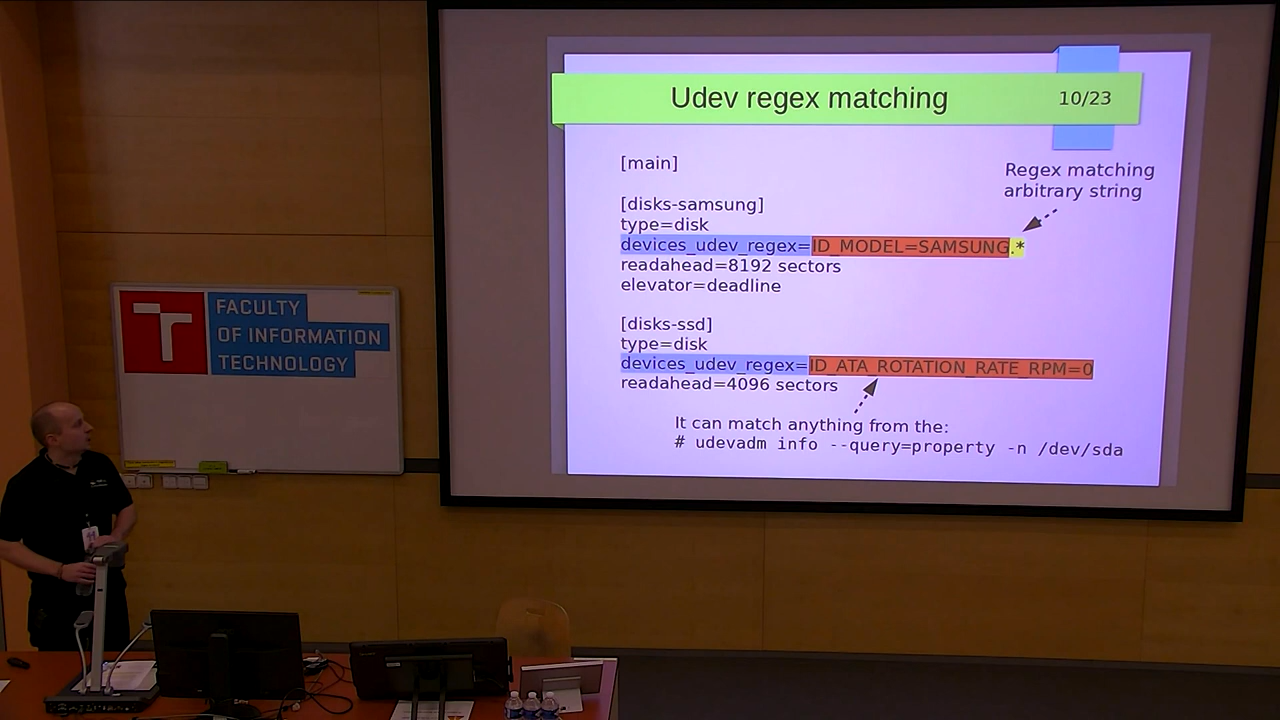 Udev regex matching
10/23
[main]
Regex matching
arbitrary string
[disks-samsung]
type=disk
devices_udev_regex=ID_MODEL=SAMSUNG.*
readahead=8192 sectors
elevator=deadline
[disks-ssd]
type=disk
devices_udev_regex=ID_ATA_ROTATION_RATE_RPM=0
readahead=4096 sectors
It can match anything from the:
# udevadm info --query=property -n /dev/sda
FACULTY
OF INFORMATION
TECHNOLOGY